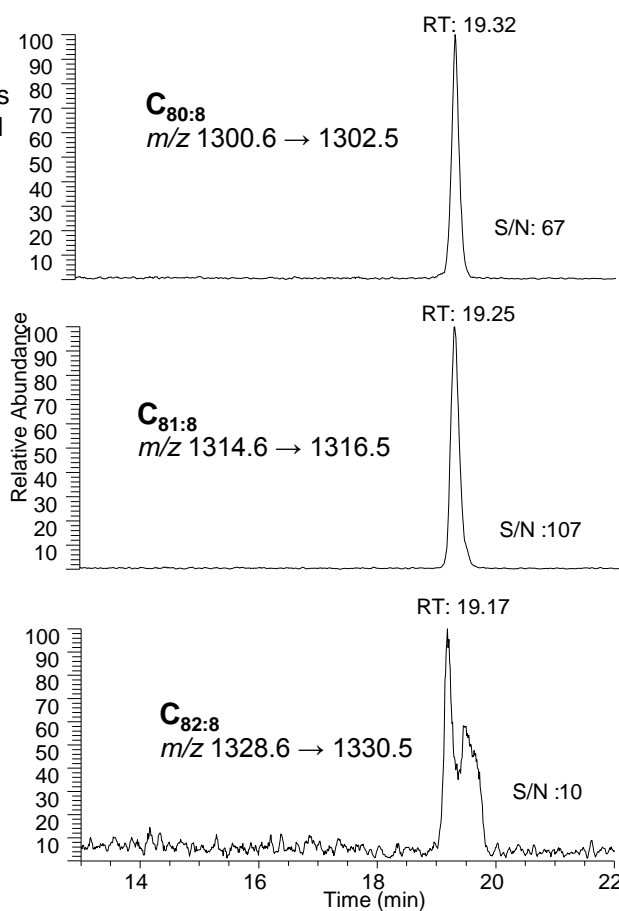 RT: 19.32
100
90
80
70
60
50
40
30
20
10
C80:8
m/z 1300.6 → 1302.5
S/N: 67
RT: 19.25
100
90
80
70
60
50
40
30
20
10
C81:8
m/z 1314.6 → 1316.5
S/N :107
Relative Abundance
RT: 19.17
100
90
80
70
60
50
40
30
20
10
C82:8
m/z 1328.6 → 1330.5
S/N :10
14 16 18 20 22
Time (min)